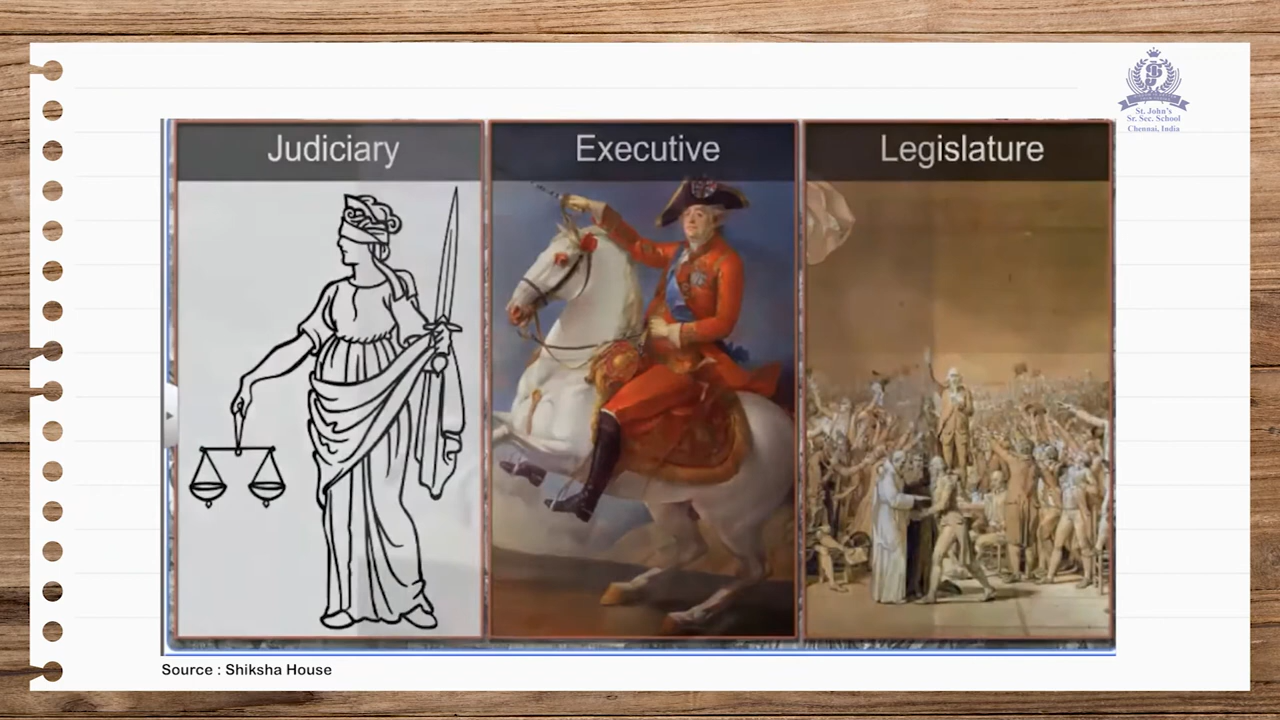 St. John's
Sr. Sec. School
Chennai, India
Judiciary
Executive
Legislature
Source : Shiksha House